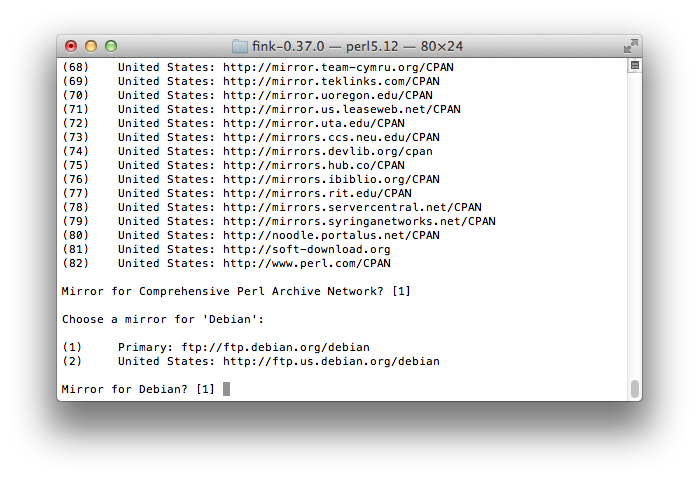 fink-0.37.0 — perl5.12 — 80×24
(68)    United States: http://mirror.team-cymru.org/CPAN
(69)    United States: http://mirror.teklinks.com/CPAN
(70)    United States: http://mirror.uoregon.edu/CPAN
(71)    United States: http://mirror.us.leaseweb.net/CPAN
(72)    United States: http://mirror.uta.edu/CPAN
(73)    United States: http://mirrors.ccs.neu.edu/CPAN
(74)    United States: http://mirrors.devlib.org/cpan
(75)    United States: http://mirrors.hub.co/CPAN
(76)    United States: http://mirrors.ibiblio.org/CPAN
(77)    United States: http://mirrors.rit.edu/CPAN
(78)    United States: http://mirrors.servercentral.net/CPAN
(79)    United States: http://mirrors.syringanetworks.net/CPAN
(80)    United States: http://noodle.portalus.net/CPAN
(81)    United States: http://soft-download.org
(82)    United States: http://www.perl.com/CPAN
Mirror for Comprehensive Perl Archive Network? [1]
Choose a mirror for 'Debian':
(1)     Primary: ftp://ftp.debian.org/debian
(2)     United States: http://ftp.us.debian.org/debian
Mirror for Debian? [1]